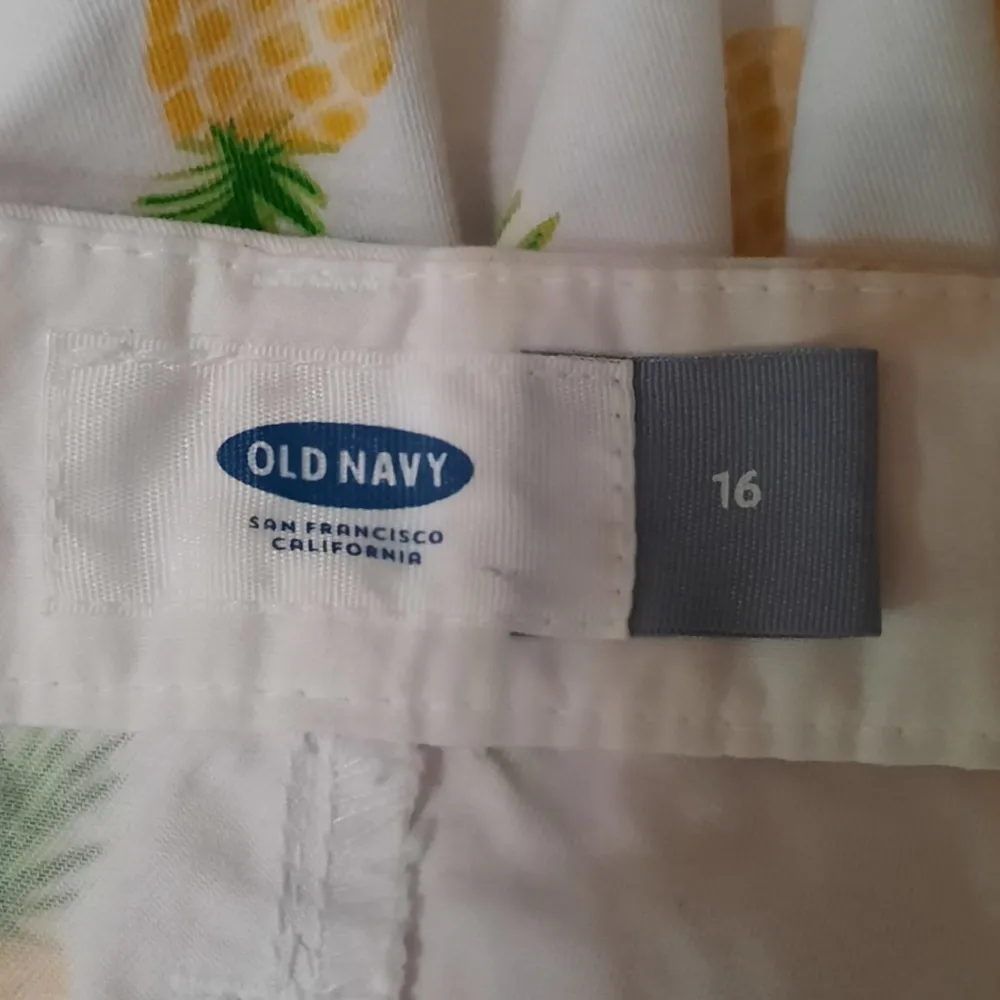 OLD NAVY
SAN FRANCISCO
CALIFORNIA
16